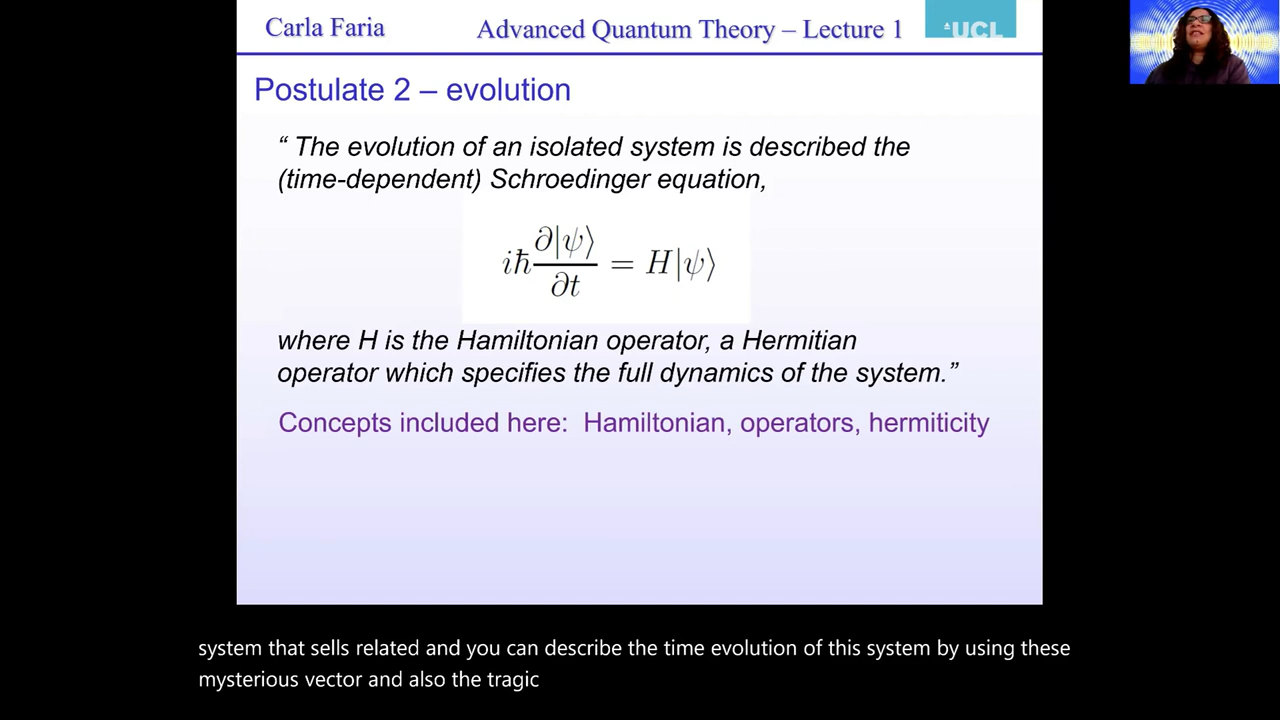 Carla Faria
Advanced Quantum Theory – Lecture 1
UCL
Postulate 2 – evolution
“ The evolution of an isolated system is described the
(time-dependent) Schroedinger equation,
iħ ∂|ψ⟩/∂t = H|ψ⟩
where H is the Hamiltonian operator, a Hermitian
operator which specifies the full dynamics of the system.”
Concepts included here: Hamiltonian, operators, hermiticity
system that sells related and you can describe the time evolution of this system by using these
mysterious vector and also the tragic